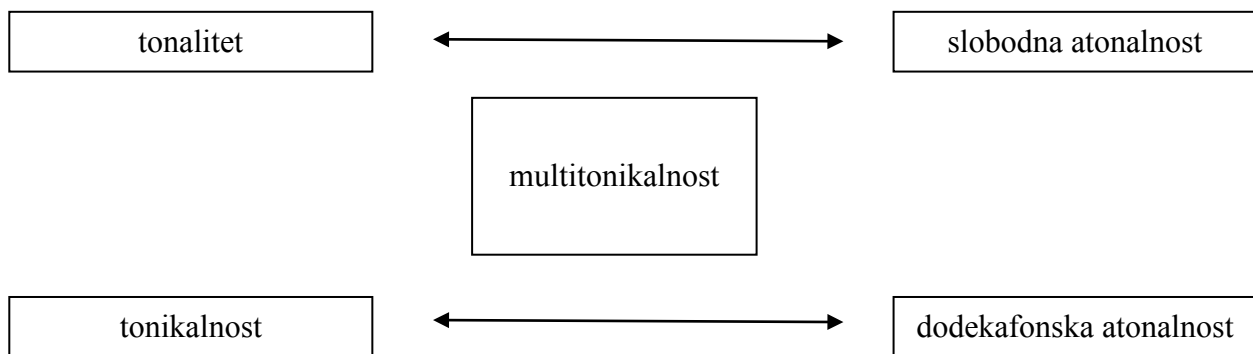 tonalitet
slobodna atonalnost
multitonikalnost
tonikalnost
dodekafonska atonalnost